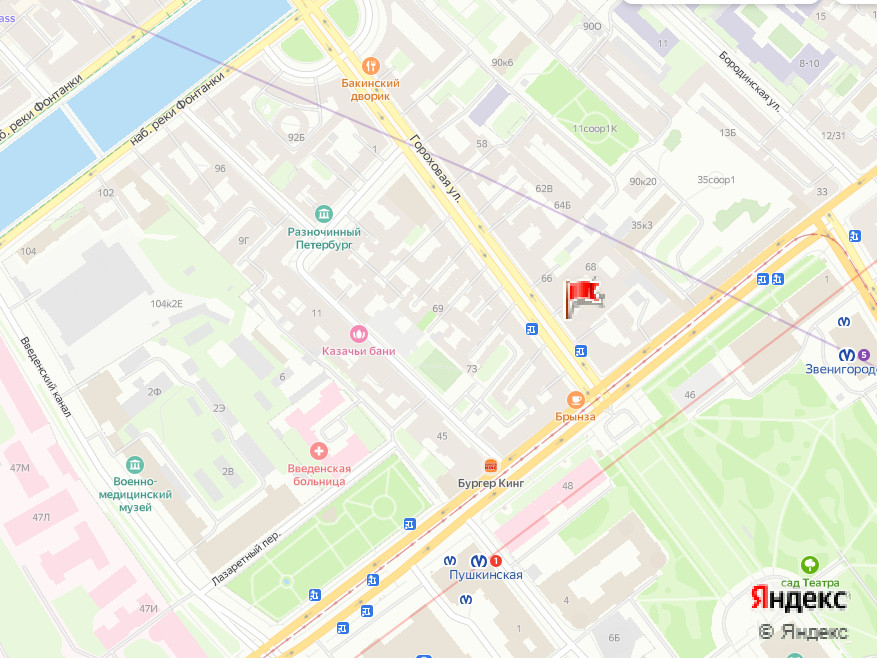 ass
90О
15
8-10
Бородинская ул.
90к6
Бакинский
дворик
наб. реки Фонтанки
наб. реки Фонтанки
92Б
1
58
11соор1К
13Б
12/31
Гороховая ул.
96
102
62В
64Б
90к20
35соор1
33
35к3
Разночинный
Петербург
9Г
104
104к2Е
66
68
1
69
11
Казачьи бани
73
5
Звенигород
Введенский канал
6
2Ф
2Э
46
Брынза
45
47М
2В
Введенская
больница
Бургер Кинг
48
Военно-
медицинский
музей
47Л
Лазаретный пер.
1
Пушкинская
сад Театра
47И
4
1
6Б
Яндекс
© Яндекс